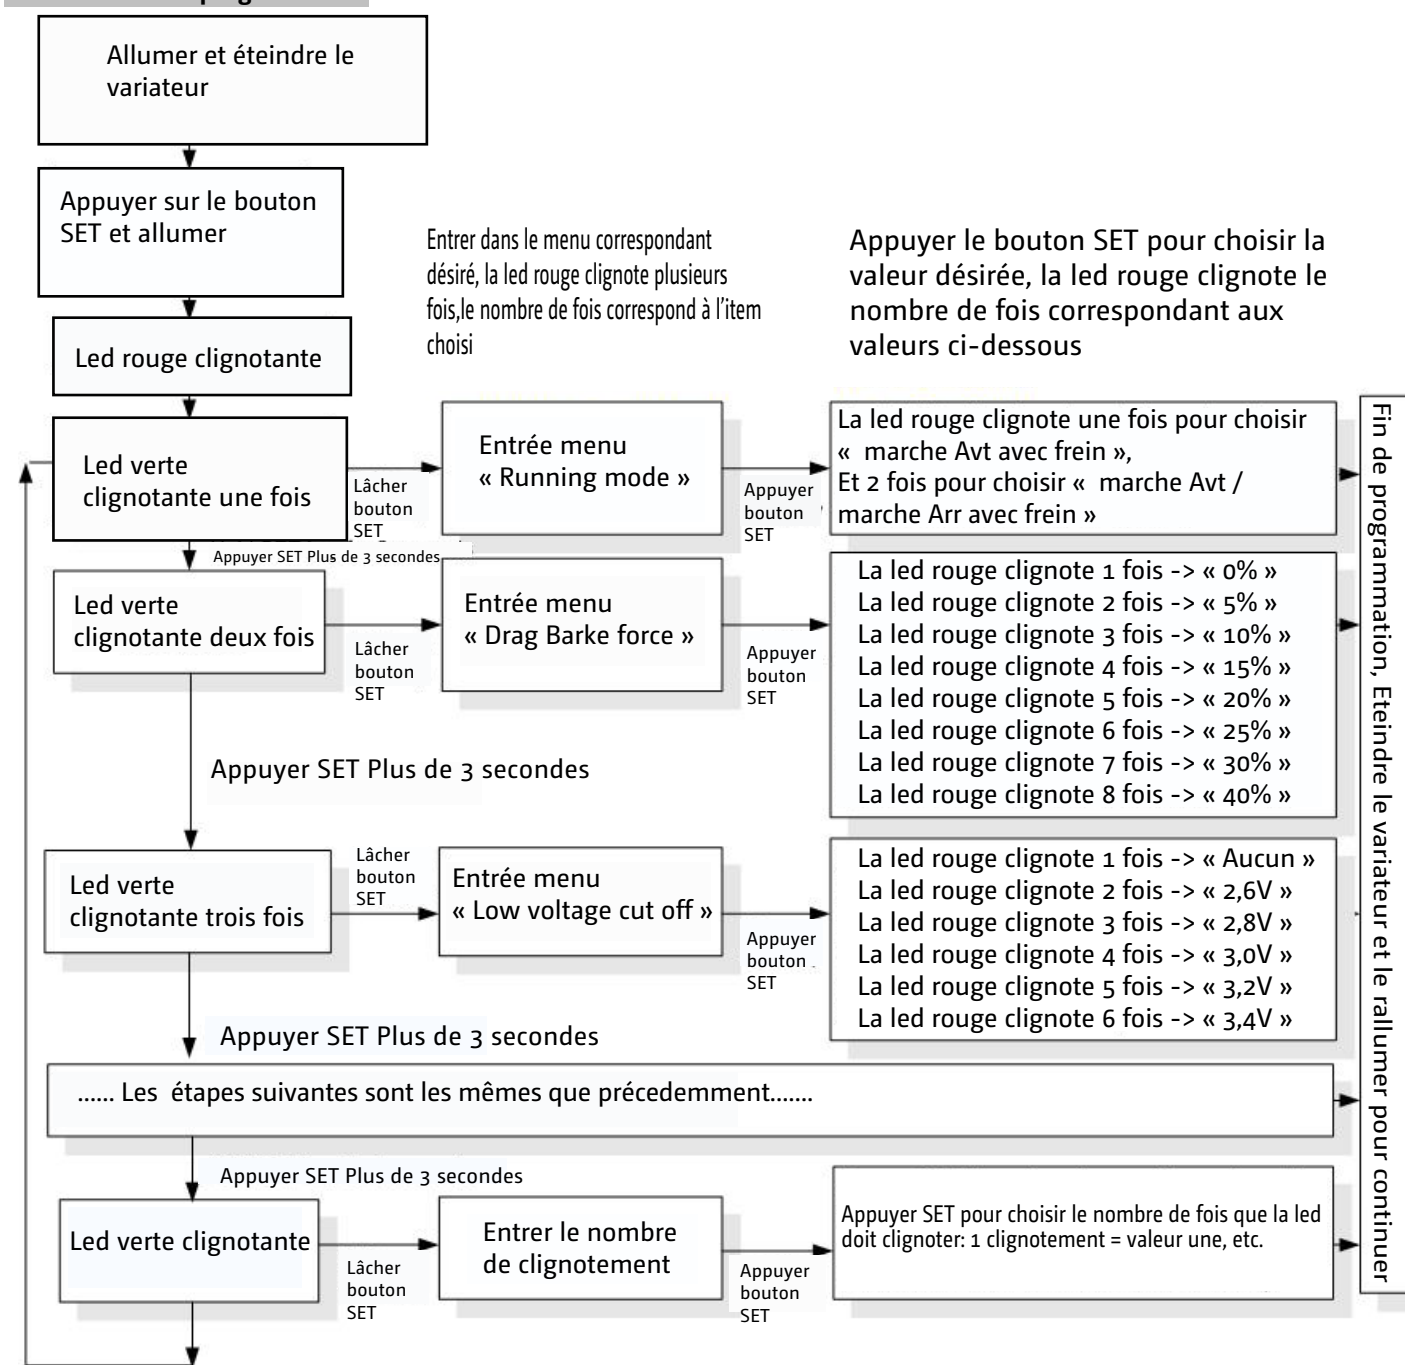 Allumer et éteindre le
variateur
Appuyer sur le bouton
SET et allumer
Entrer dans le menu correspondant
désiré, la led rouge clignote plusieurs
fois,le nombre de fois correspond à l'item
choisi
Appuyer le bouton SET pour choisir la
valeur désirée, la led rouge clignote le
nombre de fois correspondant aux
valeurs ci-dessous
Led rouge clignotante
Led verte
clignotante une fois
Lâcher
bouton
SET
Entrée menu
« Running mode »
Appuyer
bouton
SET
La led rouge clignote une fois pour choisir
« marche Avt avec frein »,
Et 2 fois pour choisir « marche Avt /
marche Arr avec frein »
Appuyer SET Plus de 3 secondes
Led verte
clignotante deux fois
Lâcher
bouton
SET
Entrée menu
« Drag Barke force »
Appuyer
bouton
SET
La led rouge clignote 1 fois -> « 0% »
La led rouge clignote 2 fois -> « 5% »
La led rouge clignote 3 fois -> « 10% »
La led rouge clignote 4 fois -> « 15% »
La led rouge clignote 5 fois -> « 20% »
La led rouge clignote 6 fois -> « 25% »
La led rouge clignote 7 fois -> « 30% »
La led rouge clignote 8 fois -> « 40% »
Appuyer SET Plus de 3 secondes
Led verte
clignotante trois fois
Lâcher
bouton
SET
Entrée menu
« Low voltage cut off »
Appuyer
bouton
SET
La led rouge clignote 1 fois -> « Aucun »
La led rouge clignote 2 fois -> « 2,6V »
La led rouge clignote 3 fois -> « 2,8V »
La led rouge clignote 4 fois -> « 3,0V »
La led rouge clignote 5 fois -> « 3,2V »
La led rouge clignote 6 fois -> « 3,4V »
Appuyer SET Plus de 3 secondes
...... Les étapes suivantes sont les mêmes que précedemment.......
Appuyer SET Plus de 3 secondes
Led verte clignotante
Lâcher
bouton
SET
Entrer le nombre
de clignotement
Appuyer
bouton
SET
Appuyer SET pour choisir le nombre de fois que la led
doit clignoter: 1 clignotement = valeur une, etc.
Fin de programmation, Eteindre le variateur et le rallumer pour continuer